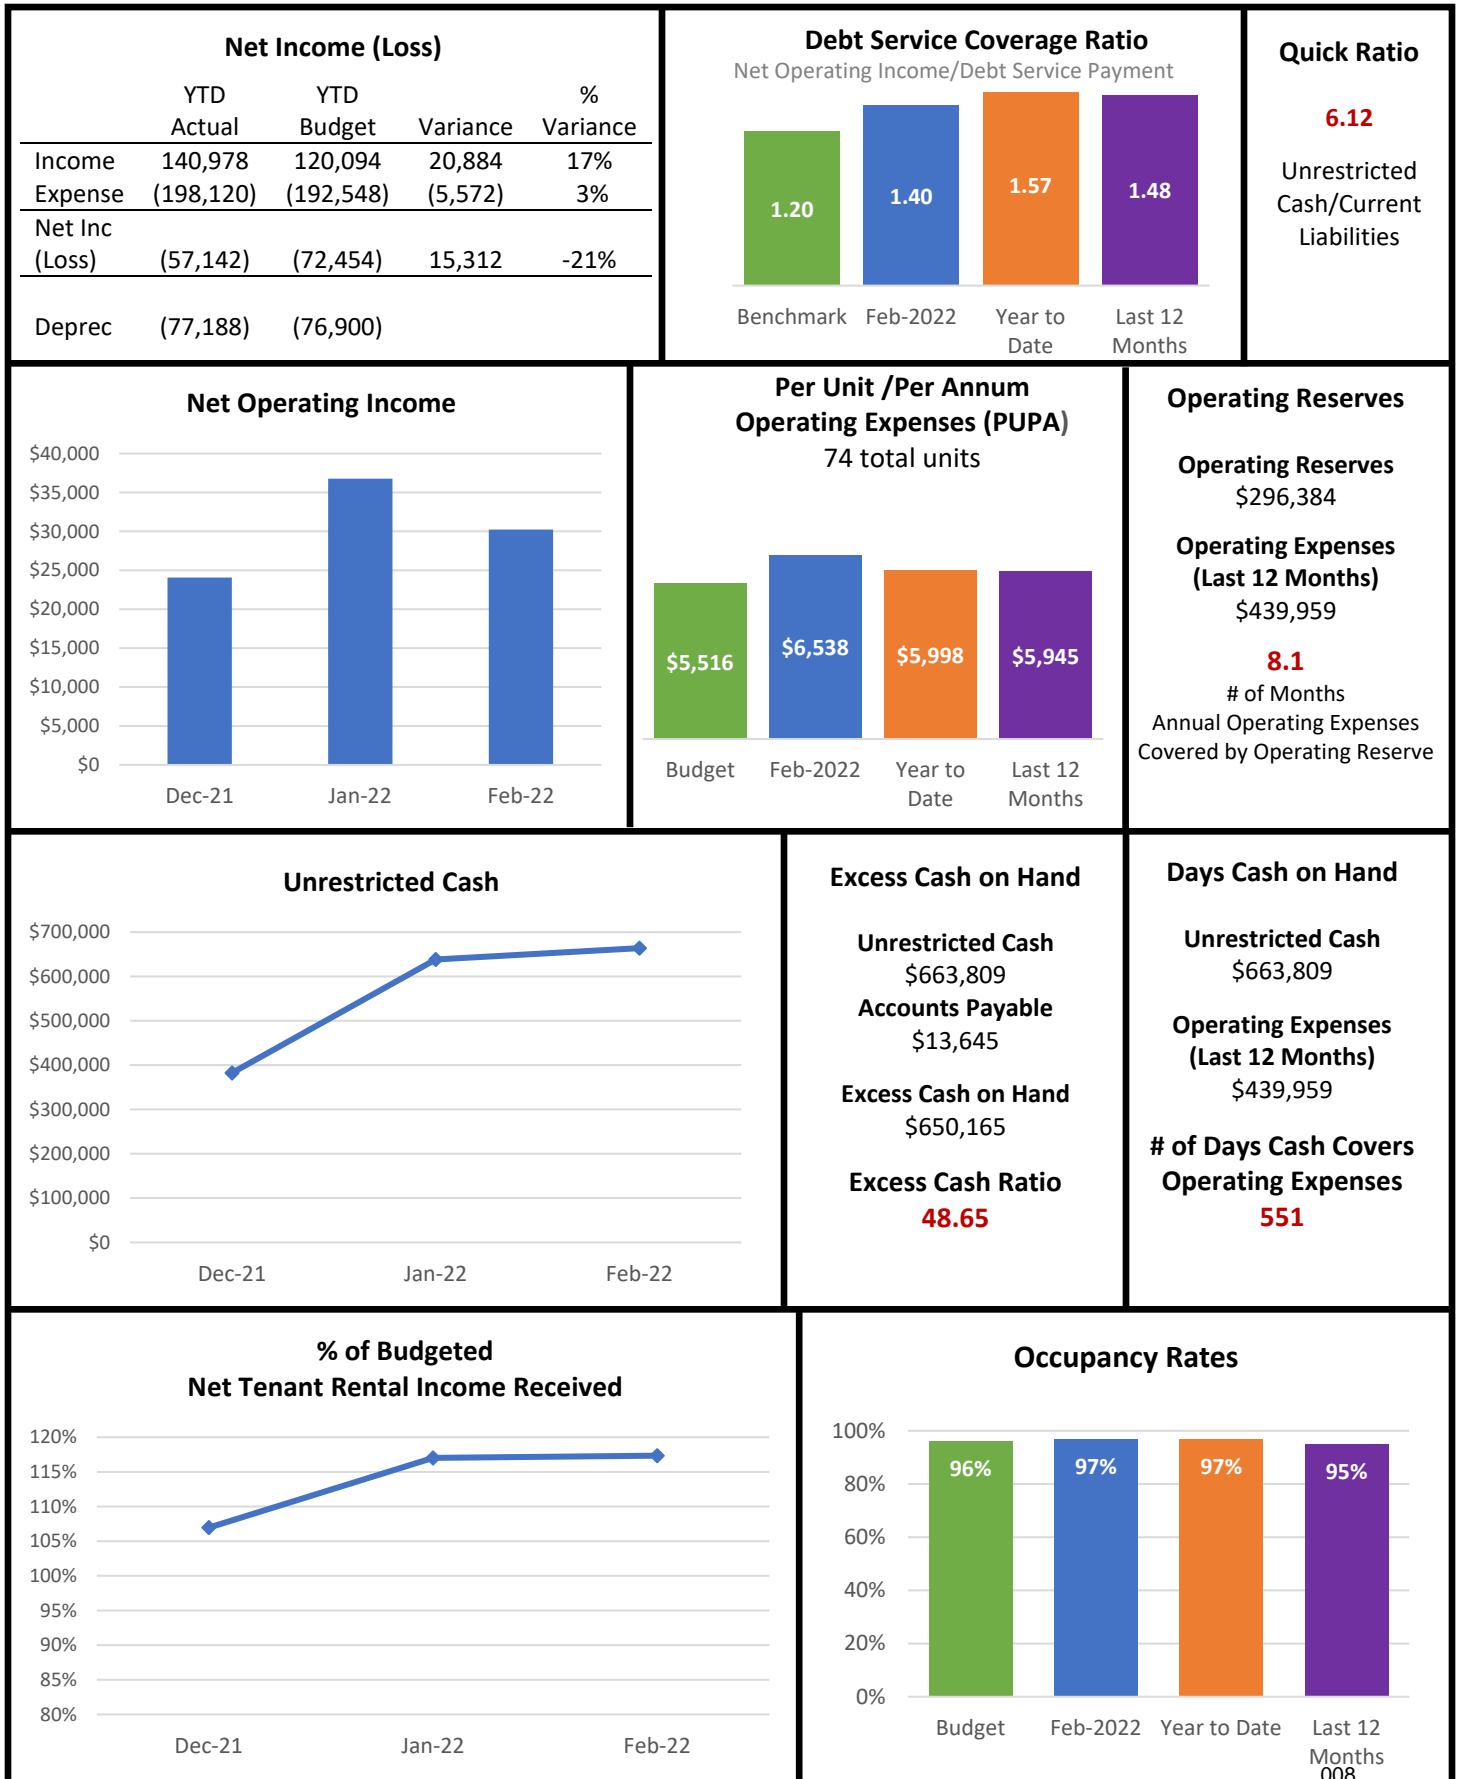 Net Income (Loss)
YTD YTD %
Actual Budget Variance Variance
Income 140,978 120,094 20,884 17%
Expense (198,120) (192,548) (5,572) 3%
Net Inc
(Loss) (57,142) (72,454) 15,312 -21%
Deprec (77,188) (76,900)
Debt Service Coverage Ratio
Net Operating Income/Debt Service Payment
1.20 1.40 1.57 1.48
Benchmark Feb-2022 Year to Last 12
Date Months
Quick Ratio
6.12
Unrestricted
Cash/Current
Liabilities
Net Operating Income
$40,000
$35,000
$30,000
$25,000
$20,000
$15,000
$10,000
$5,000
$0
Dec-21 Jan-22 Feb-22
Per Unit /Per Annum
Operating Expenses (PUPA)
74 total units
$5,516 $6,538 $5,998 $5,945
Budget Feb-2022 Year to Last 12
Date Months
Operating Reserves
Operating Reserves
$296,384
Operating Expenses
(Last 12 Months)
$439,959
8.1
# of Months
Annual Operating Expenses
Covered by Operating Reserve
Unrestricted Cash
$700,000
$600,000
$500,000
$400,000
$300,000
$200,000
$100,000
$0
Dec-21 Jan-22 Feb-22
Excess Cash on Hand
Unrestricted Cash
$663,809
Accounts Payable
$13,645
Excess Cash on Hand
$650,165
Excess Cash Ratio
48.65
Days Cash on Hand
Unrestricted Cash
$663,809
Operating Expenses
(Last 12 Months)
$439,959
# of Days Cash Covers
Operating Expenses
551
% of Budgeted
Net Tenant Rental Income Received
120%
115%
110%
105%
100%
95%
90%
85%
80%
Dec-21 Jan-22 Feb-22
Occupancy Rates
100%
80%
60%
40%
20%
0%
96% 97% 97% 95%
Budget Feb-2022 Year to Date Last 12
Months
008